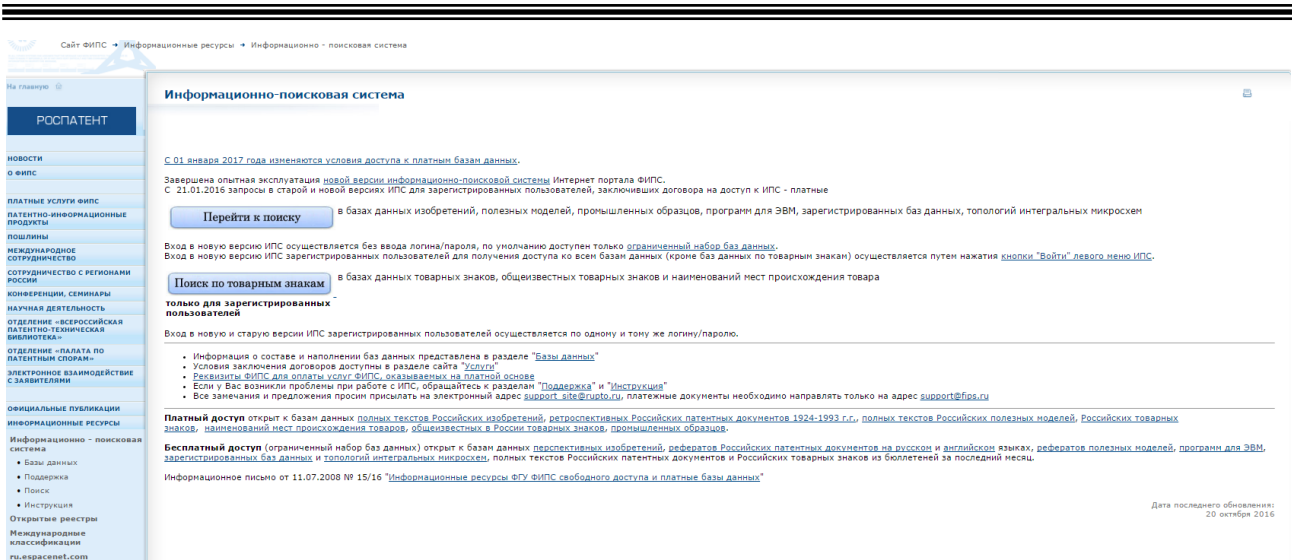 Сайт ФИПС → Информационные ресурсы → Информационно - поисковая система
На главную
РОСПАТЕНТ
НОВОСТИ
О ФИПС
ПЛАТНЫЕ УСЛУГИ ФИПС
ПАТЕНТНО-ИНФОРМАЦИОННЫЕ
ПРОДУКТЫ
ПОШЛИНЫ
МЕЖДУНАРОДНОЕ
СОТРУДНИЧЕСТВО
СОТРУДНИЧЕСТВО С РЕГИОНАМИ
РОССИИ
КОНФЕРЕНЦИИ, СЕМИНАРЫ
НАУЧНАЯ ДЕЯТЕЛЬНОСТЬ
ОТДЕЛЕНИЕ «ВСЕРОССИЙСКАЯ
ПАТЕНТНО-ТЕХНИЧЕСКАЯ
БИБЛИОТЕКА»
ОТДЕЛЕНИЕ «ПАЛАТА ПО
ПАТЕНТНЫМ СПОРАМ»
ЭЛЕКТРОННОЕ ВЗАИМОДЕЙСТВИЕ
С ЗАЯВИТЕЛЯМИ
ОФИЦИАЛЬНЫЕ ПУБЛИКАЦИИ
ИНФОРМАЦИОННЫЕ РЕСУРСЫ
Информационно - поисковая
система
• Базы данных
• Поддержка
• Поиск
• Инструкция
Открытые реестры
Международные
классификации
ru.espacenet.com
Информационно-поисковая система
С 01 января 2017 года изменяются условия доступа к платным базам данных.
Завершена опытная эксплуатация новой версии информационно-поисковой системы Интернет портала ФИПС.
С 21.01.2016 запросы в старой и новой версиях ИПС для зарегистрированных пользователей, заключивших договора на доступ к ИПС - платные
Перейти к поиску в базах данных изобретений, полезных моделей, промышленных образцов, программ для ЭВМ, зарегистрированных баз данных, топологий интегральных микросхем
Вход в новую версию ИПС осуществляется без ввода логина/пароля, по умолчанию доступен только ограниченный набор баз данных.
Вход в новую версию ИПС зарегистрированных пользователей для получения доступа ко всем базам данных (кроме баз данных по товарным знакам) осуществляется путем нажатия кнопки "Войти" левого меню ИПС.
Поиск по товарным знакам в базах данных товарных знаков, общеизвестных товарных знаков и наименований мест происхождения товара
только для зарегистрированных
пользователей
Вход в новую и старую версии ИПС зарегистрированных пользователей осуществляется по одному и тому же логину/паролю.
• Информация о составе и наполнении баз данных представлена в разделе "Базы данных"
• Условия заключения договоров доступны в разделе сайта "Услуги"
• Реквизиты ФИПС для оплаты услуг ФИПС, оказываемых на платной основе
• Если у Вас возникли проблемы при работе с ИПС, обращайтесь к разделам "Поддержка" и "Инструкция"
• Все замечания и предложения просим присылать на электронный адрес support_site@rupto.ru, платежные документы необходимо направлять только на адрес support@fips.ru
Платный доступ открыт к базам данных полных текстов Российских изобретений, ретроспективных Российских патентных документов 1924-1993 г.г., полных текстов Российских полезных моделей, Российских товарных
знаков, наименований мест происхождения товаров, общеизвестных в России товарных знаков, промышленных образцов.
Бесплатный доступ (ограниченный набор баз данных) открыт к базам данных перспективных изобретений, рефератов Российских патентных документов на русском и английском языках, рефератов полезных моделей, программ для ЭВМ,
зарегистрированных баз данных и топологий интегральных микросхем, полных текстов Российских патентных документов и Российских товарных знаков из бюллетеней за последний месяц.
Информационное письмо от 11.07.2008 № 15/16 "Информационные ресурсы ФГУ ФИПС свободного доступа и платные базы данных"
Дата последнего обновления:
20 октября 2016